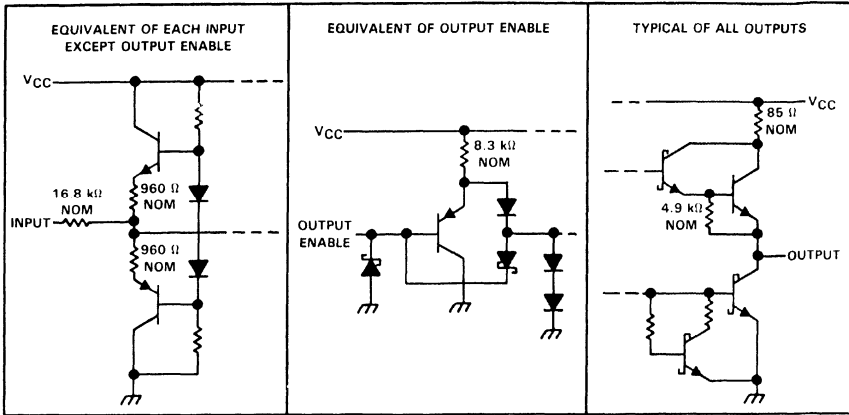 EQUIVALENT OF EACH INPUT
EXCEPT OUTPUT ENABLE
VCC
16.8 kΩ
NOM
960 Ω
NOM
INPUT
960 Ω
NOM
EQUIVALENT OF OUTPUT ENABLE
VCC
8.3 kΩ
NOM
OUTPUT
ENABLE
TYPICAL OF ALL OUTPUTS
VCC
85 Ω
NOM
4.9 kΩ
NOM
OUTPUT